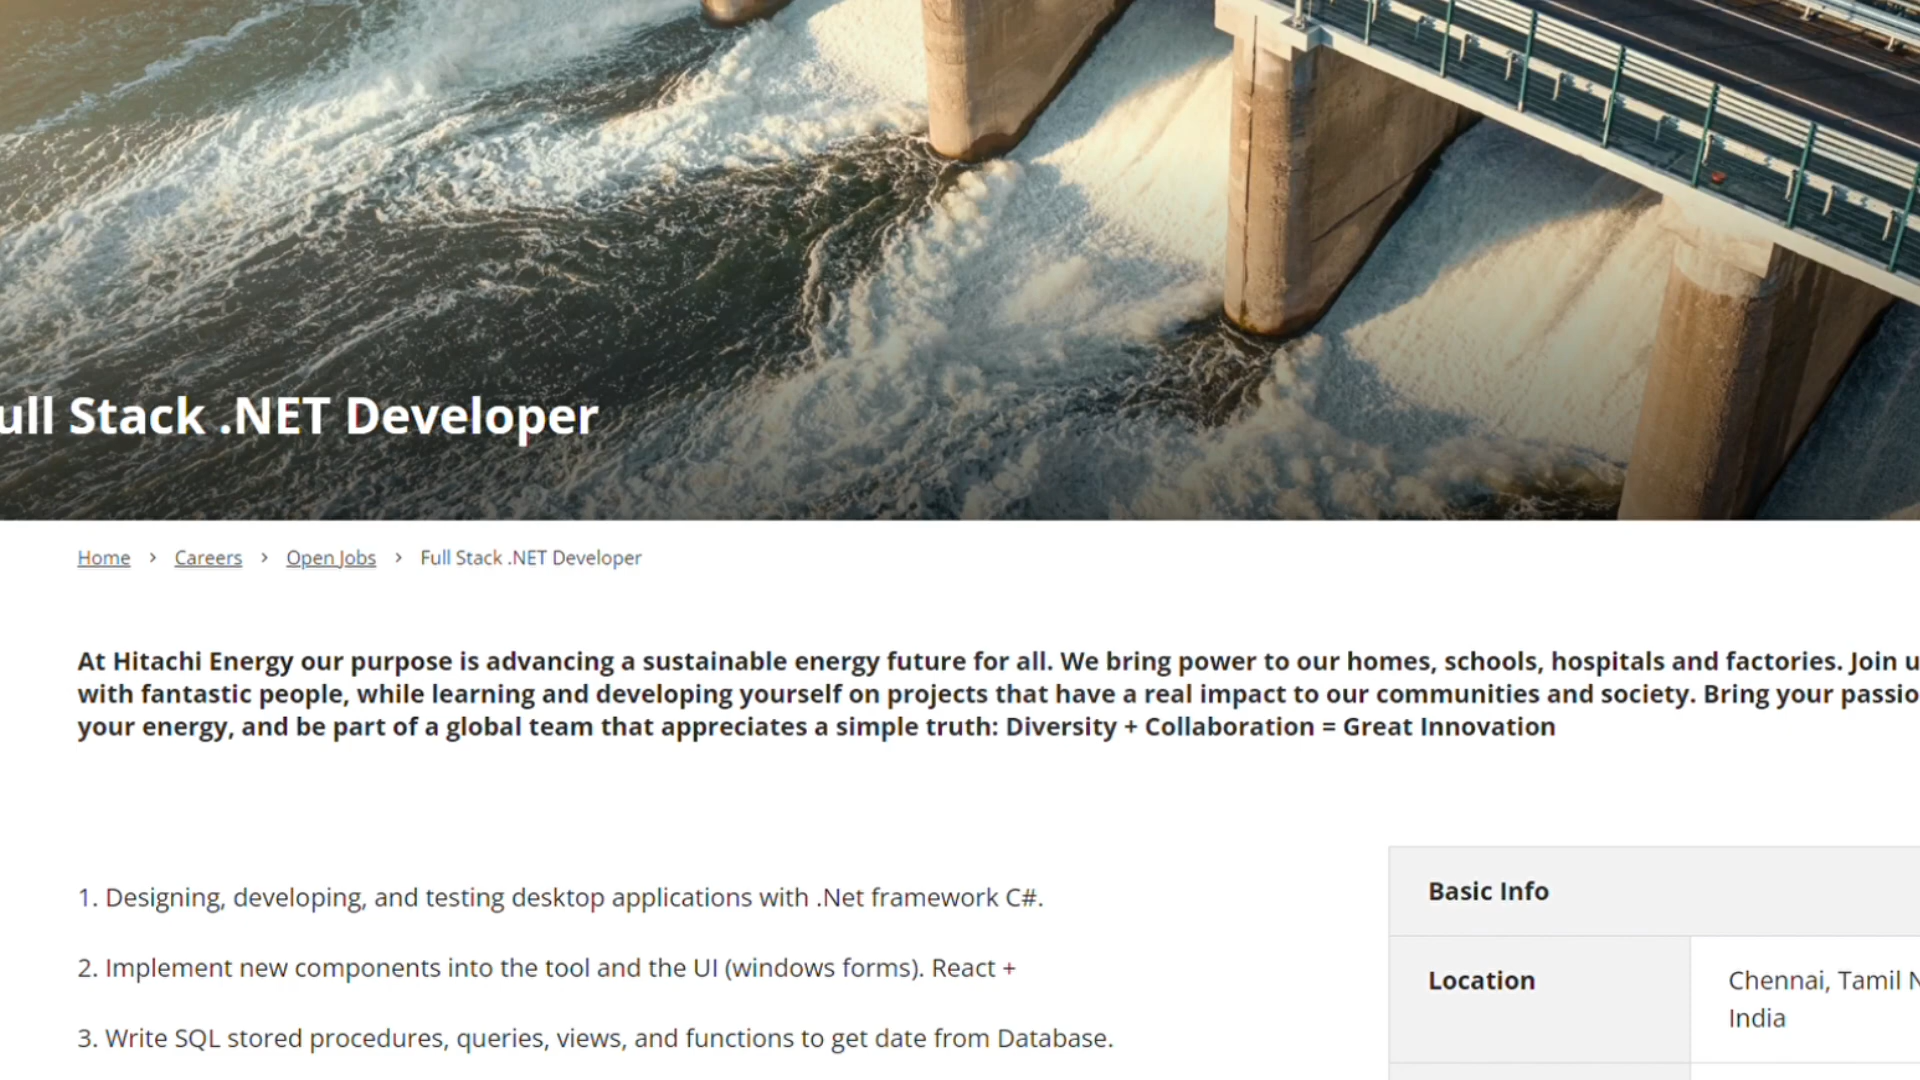 ull Stack .NET Developer
Home > Careers > Open Jobs > Full Stack .NET Developer
At Hitachi Energy our purpose is advancing a sustainable energy future for all. We bring power to our homes, schools, hospitals and factories. Join u
with fantastic people, while learning and developing yourself on projects that have a real impact to our communities and society. Bring your passio
your energy, and be part of a global team that appreciates a simple truth: Diversity + Collaboration = Great Innovation
1. Designing, developing, and testing desktop applications with .Net framework C#.
2. Implement new components into the tool and the UI (windows forms). React +
3. Write SQL stored procedures, queries, views, and functions to get date from Database.
Basic Info
Location
Chennai, Tamil N
India